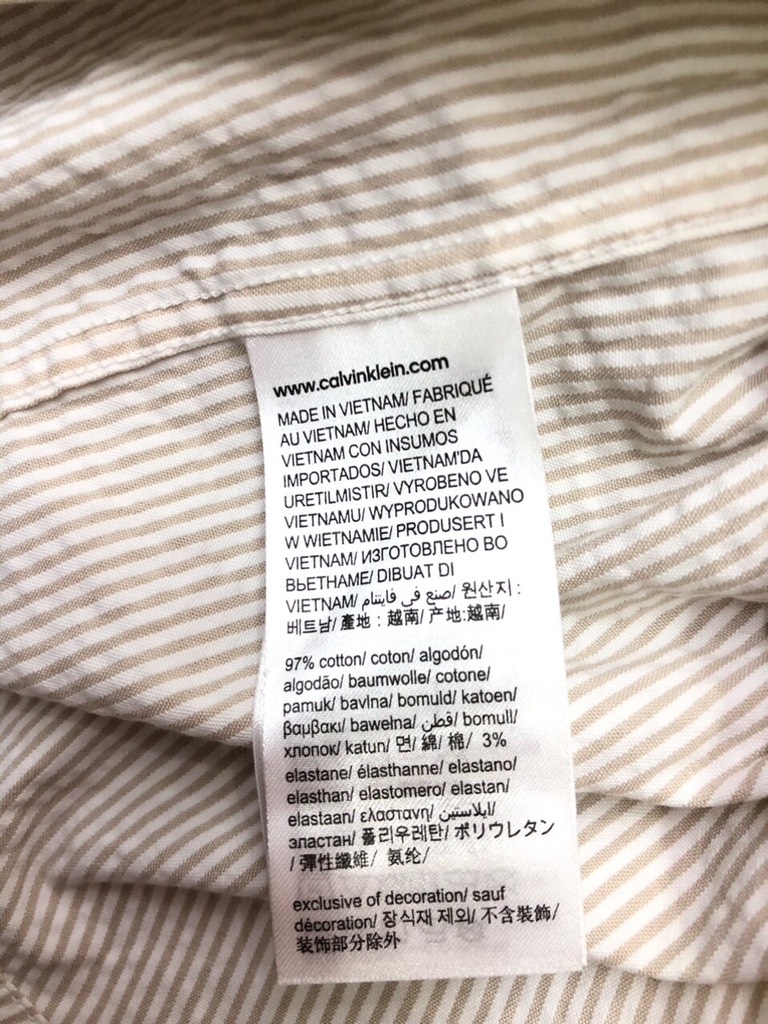 www.calvinklein.com
MADE IN VIETNAM/ FABRIQUÉ
AU VIETNAM/ HECHO EN
VIETNAM CON INSUMOS
IMPORTADOS/ VIETNAM'DA
URETILMISTIR/ VYROBENO VE
VIETNAMU/ WYPRODUKOWANO
W WIETNAMIE/ PRODUSERT I
VIETNAM/ ИЗГОТОВЛЕНО ВО
ВЬЕТНАМЕ/ DIBUAT DI
VIETNAM/ صنع في فايتنام/ 원산지 :
베트남/ 產地 : 越南/ 产地:越南/
97% cotton/ coton/ algodón/
algodão/ baumwolle/ cotone/
pamuk/ bavlna/ bomuld/ katoen/
βαμβακι/ bawełna/ قطن/ bomull/
хлопок/ katun/ 면/ 綿/ 棉/ 3%
elastane/ élasthanne/ elastano/
elasthan/ elastomero/ elastan/
elastaan/ ελαστανη/ ايلاستين/
эластан/ 폴리우레탄/ ポリウレタン
/ 彈性纖維/ 氨纶/
exclusive of decoration/ sauf
décoration/ 장식재 제외/ 不含裝飾/
装饰部分除外